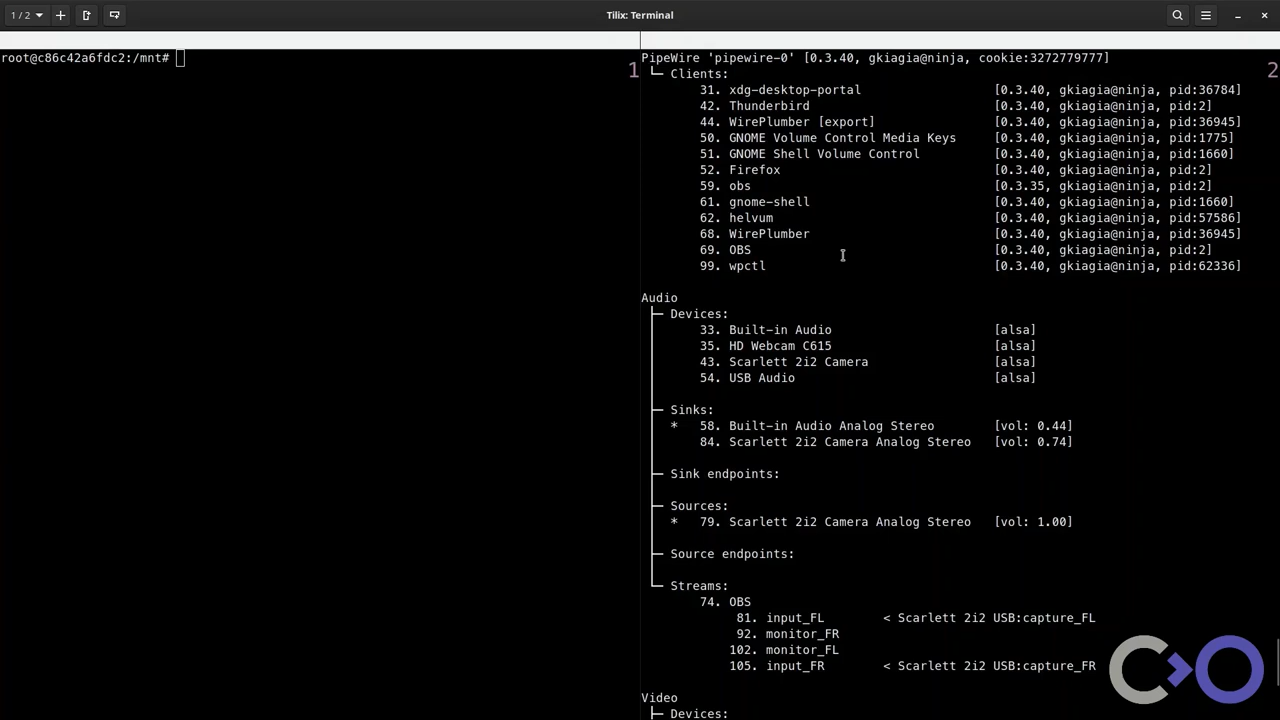 1 / 2
Tilix: Terminal
root@c86c42a6fdc2:/mnt#
1
2
PipeWire 'pipewire-0' [0.3.40, gkiagia@ninja, cookie:3272779777]
└─ Clients:
31. xdg-desktop-portal [0.3.40, gkiagia@ninja, pid:36784]
42. Thunderbird [0.3.40, gkiagia@ninja, pid:2]
44. WirePlumber [export] [0.3.40, gkiagia@ninja, pid:36945]
50. GNOME Volume Control Media Keys [0.3.40, gkiagia@ninja, pid:1775]
51. GNOME Shell Volume Control [0.3.40, gkiagia@ninja, pid:1660]
52. Firefox [0.3.40, gkiagia@ninja, pid:2]
59. obs [0.3.35, gkiagia@ninja, pid:2]
61. gnome-shell [0.3.40, gkiagia@ninja, pid:1660]
62. helvum [0.3.40, gkiagia@ninja, pid:57586]
68. WirePlumber [0.3.40, gkiagia@ninja, pid:36945]
69. OBS [0.3.40, gkiagia@ninja, pid:2]
99. wpctl [0.3.40, gkiagia@ninja, pid:62336]
Audio
├─ Devices:
│ 33. Built-in Audio [alsa]
│ 35. HD Webcam C615 [alsa]
│ 43. Scarlett 2i2 Camera [alsa]
│ 54. USB Audio [alsa]
├─ Sinks:
│ * 58. Built-in Audio Analog Stereo [vol: 0.44]
│ 84. Scarlett 2i2 Camera Analog Stereo [vol: 0.74]
├─ Sink endpoints:
├─ Sources:
│ * 79. Scarlett 2i2 Camera Analog Stereo [vol: 1.00]
├─ Source endpoints:
└─ Streams:
74. OBS
81. input_FL < Scarlett 2i2 USB:capture_FL
92. monitor_FR
102. monitor_FL
105. input_FR < Scarlett 2i2 USB:capture_FR
Video
├─ Devices: